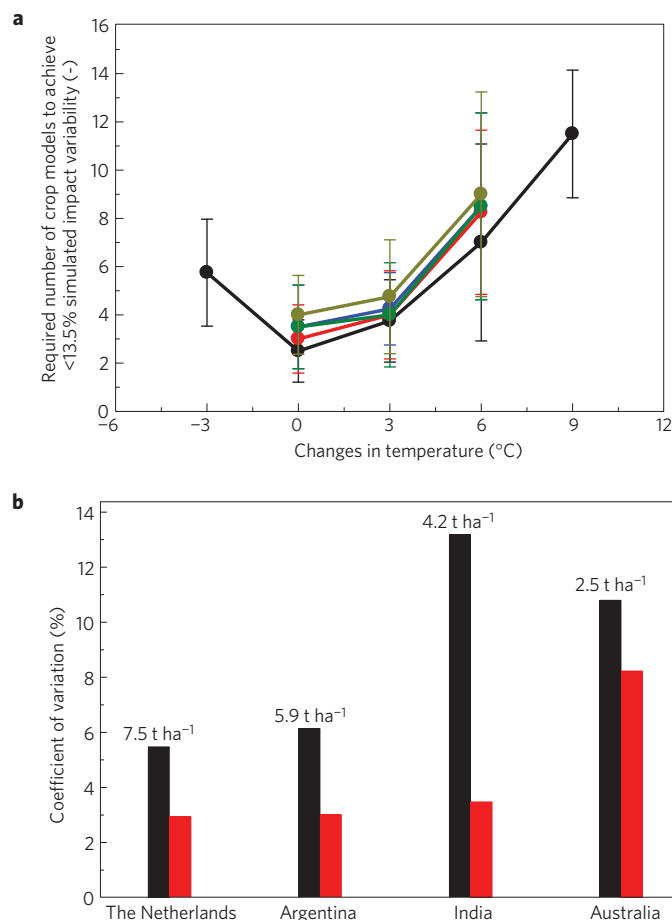 a
16
14
12
10
8
6
4
2
0
Required number of crop models to achieve
<13.5% simulated impact variability (-)
−6 −3 0 3 6 9 12
Changes in temperature (°C)
b
14
12
10
8
6
4
2
0
Coefficient of variation (%)
7.5 t ha⁻¹
5.9 t ha⁻¹
4.2 t ha⁻¹
2.5 t ha⁻¹
The Netherlands Argentina India Australia